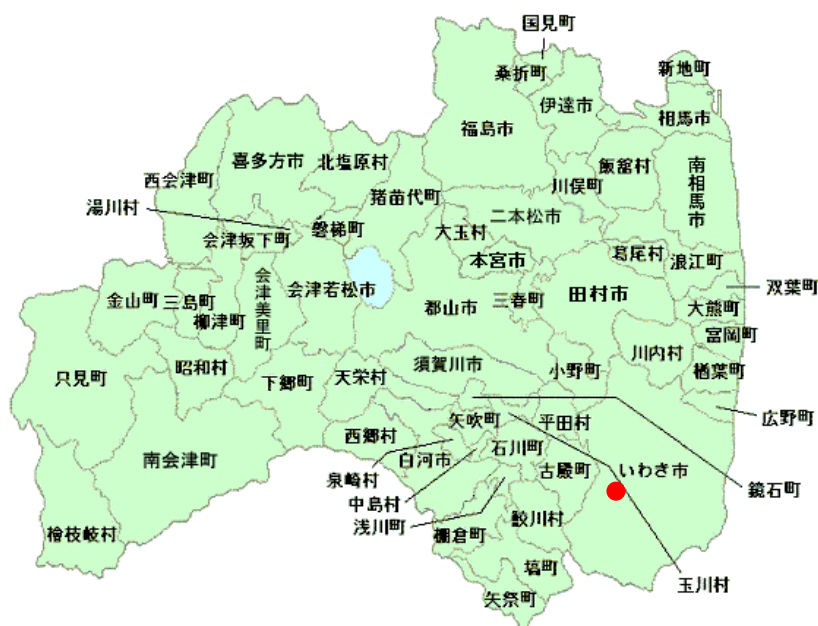 国見町
桑折町
新地町
伊達市
相馬市
福島市
喜多方市
北塩原村
飯舘村
南相馬市
西会津町
川俣町
猪苗代町
湯川村
二本松市
磐梯町
大玉村
会津坂下町
葛尾村
本宮市
浪江町
会津美里町
会津若松市
双葉町
田村市
金山町
三島町
三春町
郡山市
大熊町
柳津町
富岡町
川内村
須賀川市
昭和村
小野町
楢葉町
只見町
下郷町
天栄村
広野町
矢吹町
平田村
西郷村
石川町
南会津町
白河市
古殿町
いわき市
泉崎村
鏡石町
中島村
鮫川村
浅川町
檜枝岐村
棚倉町
塙町
玉川村
矢祭町